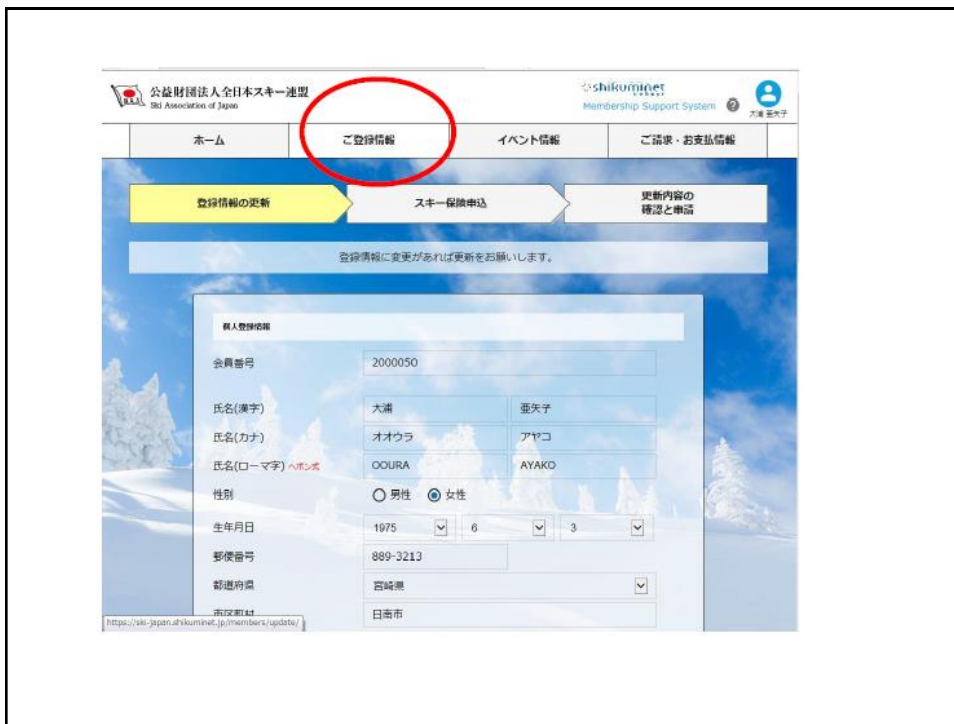 公益財団法人全日本スキー連盟
Ski Association of Japan
shikuminet
Membership Support System
大浦 亜矢子
ホーム ご登録情報 イベント情報 ご請求・お支払情報
登録情報の更新 スキー保険申込 更新内容の
確認と申請
登録情報に変更があれば更新をお願いします。
個人登録情報
会員番号 2000050
氏名(漢字) 大浦 亜矢子
氏名(カナ) オオウラ アヤコ
氏名(ローマ字) ヘボン式 OOURA AYAKO
性別 男性 女性
生年月日 1975 6 3
郵便番号 889-3213
都道府県 宮崎県
市区町村 日南市
https://ski-japan.shikuminet.jp/members/update/